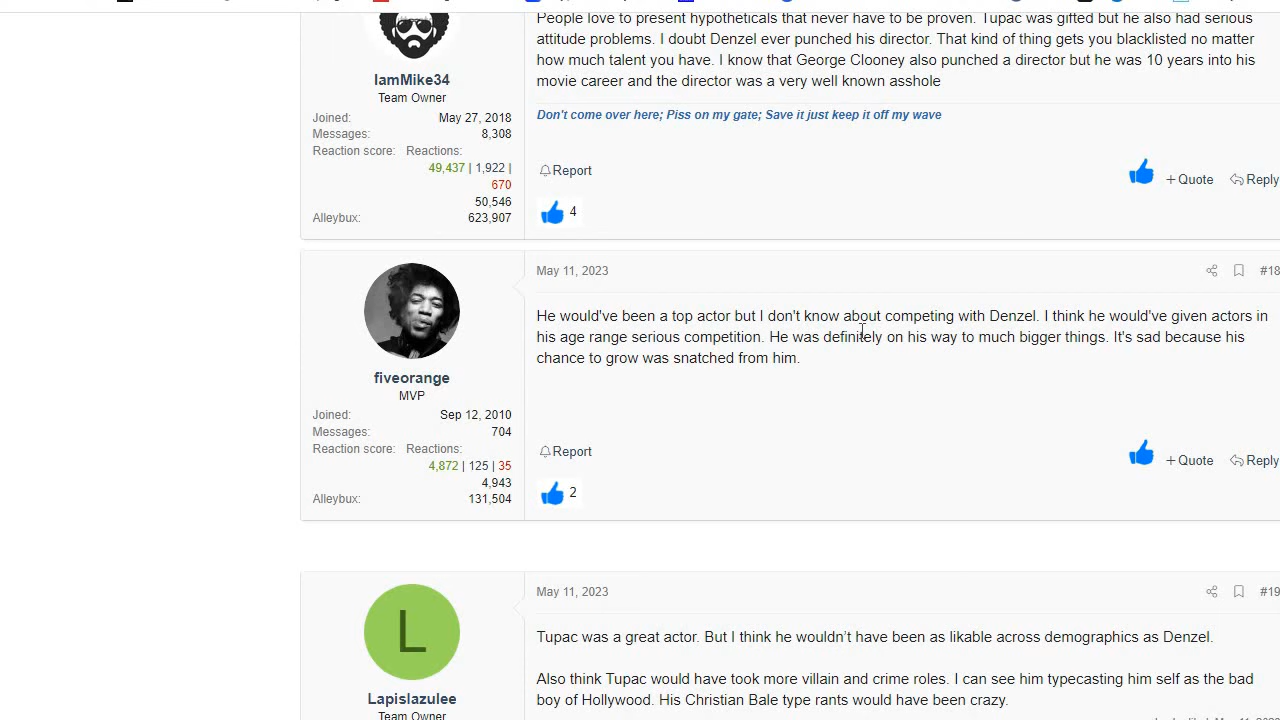 People love to present hypotheticals that never have to be proven. Tupac was gifted but he also had serious
attitude problems. I doubt Denzel ever punched his director. That kind of thing gets you blacklisted no matter
how much talent you have. I know that George Clooney also punched a director but he was 10 years into his
movie career and the director was a very well known asshole
IamMike34
Team Owner
Don't come over here; Piss on my gate; Save it just keep it off my wave
Joined: May 27, 2018
Messages: 8,308
Reaction score: Reactions:
49,437 | 1,922 |
670
50,546
Alleybux: 623,907
Report
+ Quote Reply
4
May 11, 2023 #18
He would've been a top actor but I don't know about competing with Denzel. I think he would've given actors in
his age range serious competition. He was definitely on his way to much bigger things. It's sad because his
chance to grow was snatched from him.
fiveorange
MVP
Joined: Sep 12, 2010
Messages: 704
Reaction score: Reactions:
4,872 | 125 | 35
4,943
Alleybux: 131,504
Report
+ Quote Reply
2
May 11, 2023 #19
L
Tupac was a great actor. But I think he wouldn't have been as likable across demographics as Denzel.
Also think Tupac would have took more villain and crime roles. I can see him typecasting him self as the bad
boy of Hollywood. His Christian Bale type rants would have been crazy.
Lapislazulee
Team Owner